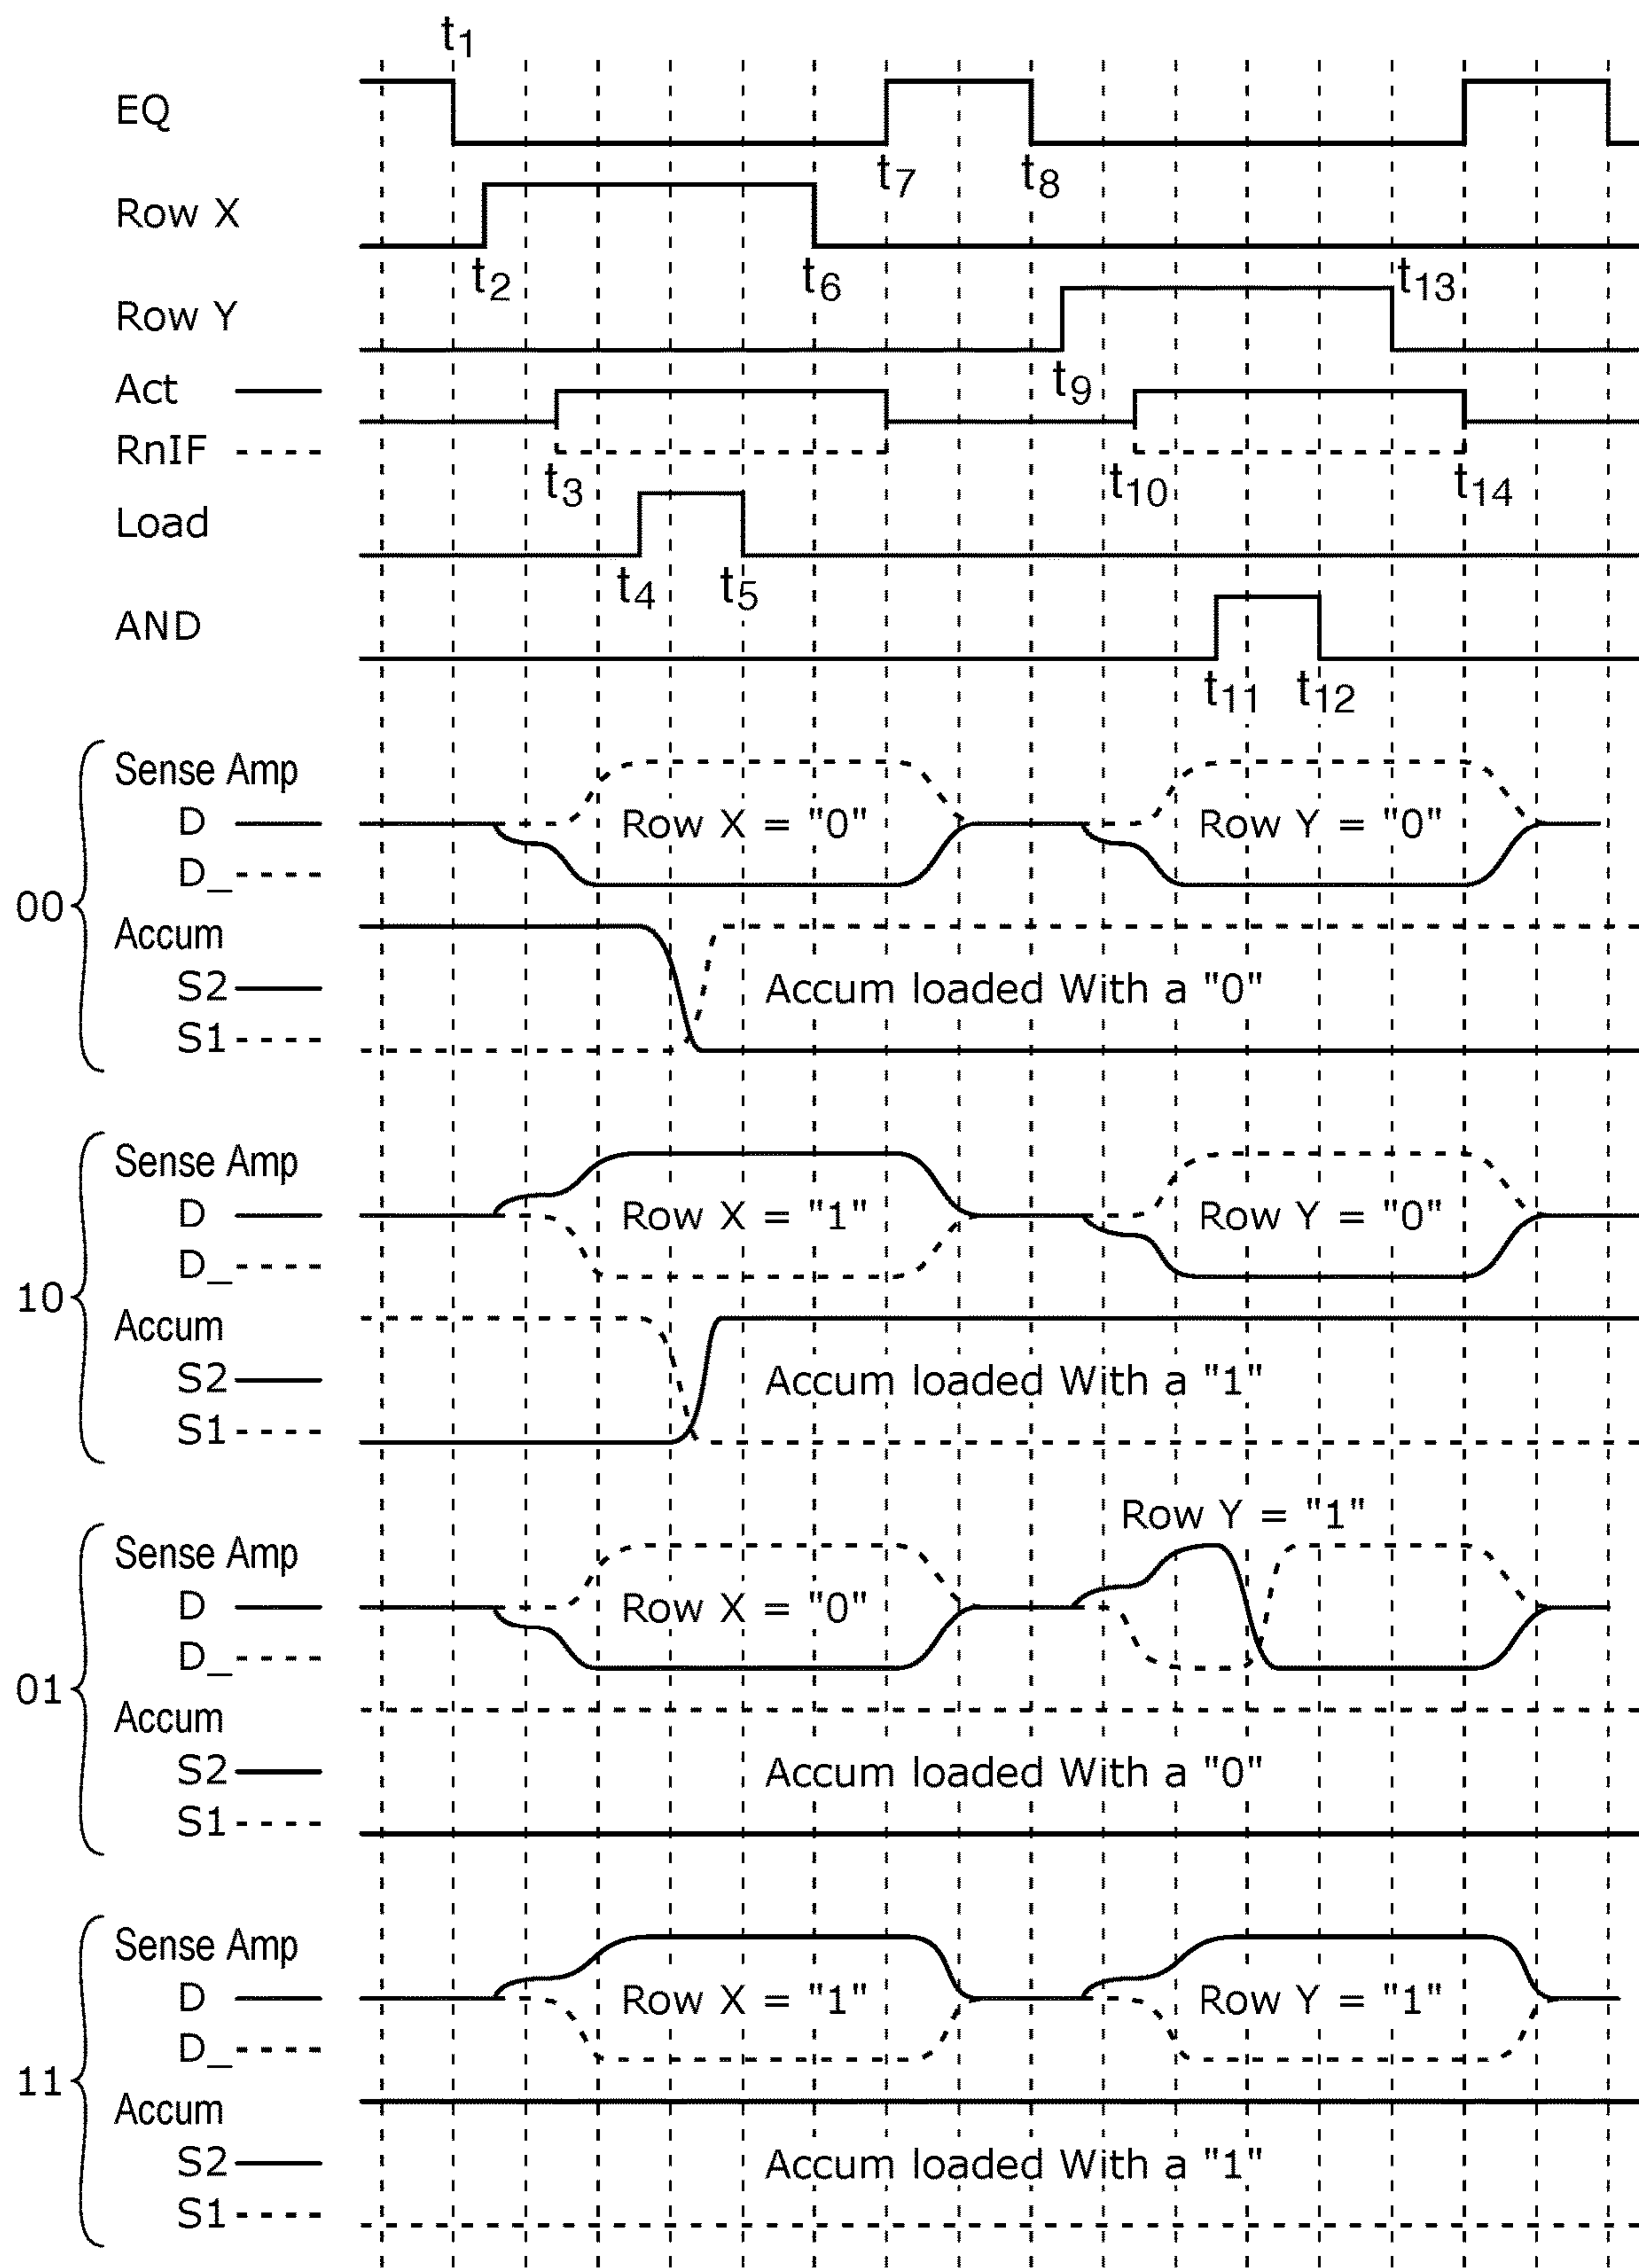 t1
EQ
t7 t8
Row X
t2 t6 t13
Row Y
t9
Act
RnIF
t3 t10 t14
Load
t4 t5
AND
t11 t12
00
Sense Amp
D
D_
Row X = "0" Row Y = "0"
Accum
S2
S1
Accum loaded With a "0"
10
Sense Amp
D
D_
Row X = "1" Row Y = "0"
Accum
S2
S1
Accum loaded With a "1"
01
Row Y = "1"
Sense Amp
D
D_
Row X = "0"
Accum
S2
S1
Accum loaded With a "0"
11
Sense Amp
D
D_
Row X = "1" Row Y = "1"
Accum
S2
S1
Accum loaded With a "1"